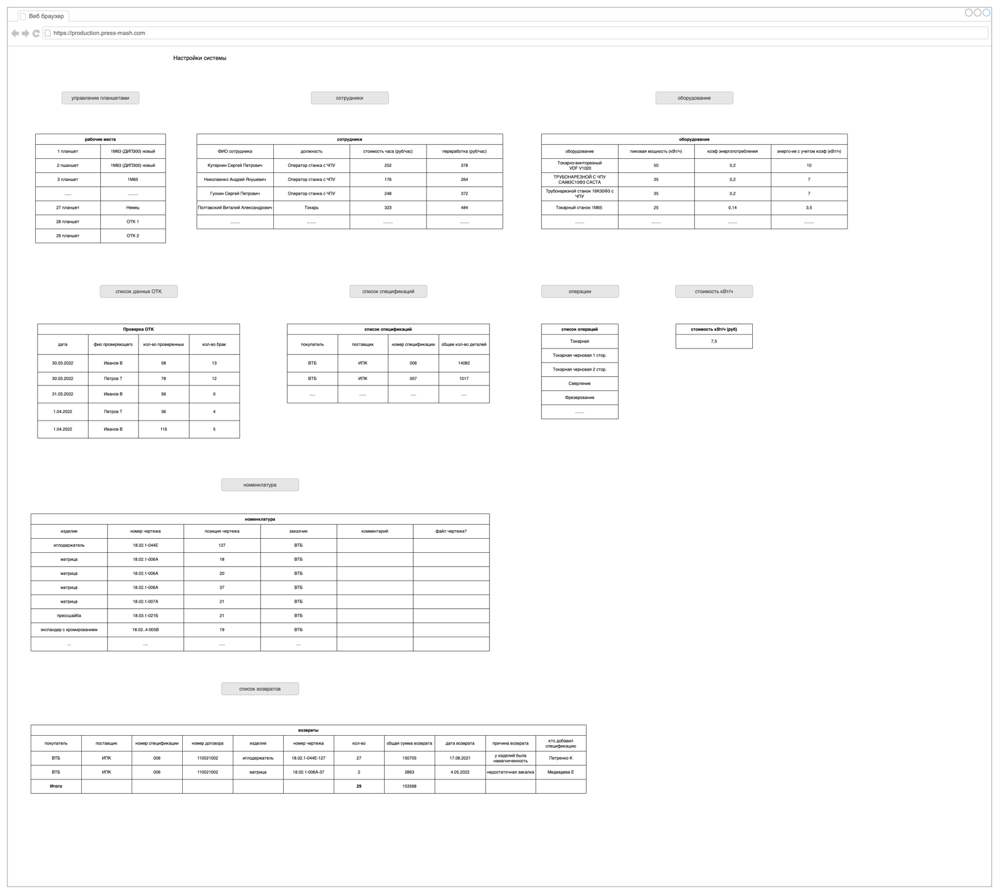 Веб браузер
https://production.press-mash.com
Настройки системы
управление планшетами
сотрудники
оборудование
рабочие места
1 планшет 1М63 (ДИП300) новый
2 пшаншет 1М63 (ДИП300) новый
3 планшет 1М65
...... .........
27 планшет Немец
28 планшет ОТК 1
29 планшет ОТК 2
сотрудники
ФИО сотрудника должность стоимость часа (руб/час) переработка (руб/час)
Кутернин Сергей Петрович Оператор станка с ЧПУ 252 378
Николаенко Андрей Янушевич Оператор станка с ЧПУ 176 264
Гускин Сергей Петрович Оператор станка с ЧПУ 248 372
Полтавский Виталий Александрович Токарь 323 484
........ ........ ........ ........
оборудование
оборудование пиковая мощность (кВт/ч) коэф энергопотребления энерго-ие с учетом коэф (кВт/ч)
Токарно-винторезный
VDF V1020 50 0,2 10
ТРУБОНАРЕЗНОЙ С ЧПУ
СА983С10Ф3 САСТА 35 0,2 7
Трубонарезной станок 16К30Ф3 с
ЧПУ 35 0,2 7
Токарный станок 1М65 25 0,14 3,5
........ ........ ........ ........
список данных ОТК
список спецификаций
операции
стоимость кВт/ч
Проверка ОТК
дата фио проверяющего кол-во проверенных кол-во брак
30.03.2022 Иванов В 58 13
30.03.2022 Петров Т 78 12
31.03.2022 Иванов В 56 0
1.04.2022 Петров Т 36 4
1.04.2022 Иванов В 116 5
список спецификаций
покупатель поставщик номер спецификации общее кол-во деталей
ВТБ ИПК 006 14082
ВТБ ИПК 007 1017
..... ...... ..... .....
список операций
Токарная
Токарная черновая 1 стор.
Токарная черновая 2 стор.
Сверление
Фрезерование
........
стоимость кВт/ч (руб)
7,5
номенклатура
номенклатура
изделие номер чертежа позиция чертежа заказчик комментарий файл чертежа?
иглодержатель 18.02.1-044Е 127 ВТБ
матрица 18.02.1-006А 18 ВТБ
матрица 18.02.1-006А 20 ВТБ
матрица 18.02.1-006А 37 ВТБ
матрица 18.02.1-007А 21 ВТБ
прессшайба 18.03.1-021Б 21 ВТБ
экспандер с хромированием 18.02..4-005В 19 ВТБ
... .... ..... ....
список возвратов
возвраты
покупатель поставщик номер спецификации номер договора изделие номер чертежа кол-во общая сумма возврата дата возврата причина возврата кто добавил
спецификацию
ВТБ ИПК 006 110021002 иглодержатель 18.02.1-044Е-127 27 150705 17.08.2021 у изделий была
намагниченность Петренко К
ВТБ ИПК 006 110021002 матрица 18.02.1-006А-37 2 2863 4.05.2022 недостаточная закалка Медведева Е
Итого 29 153568